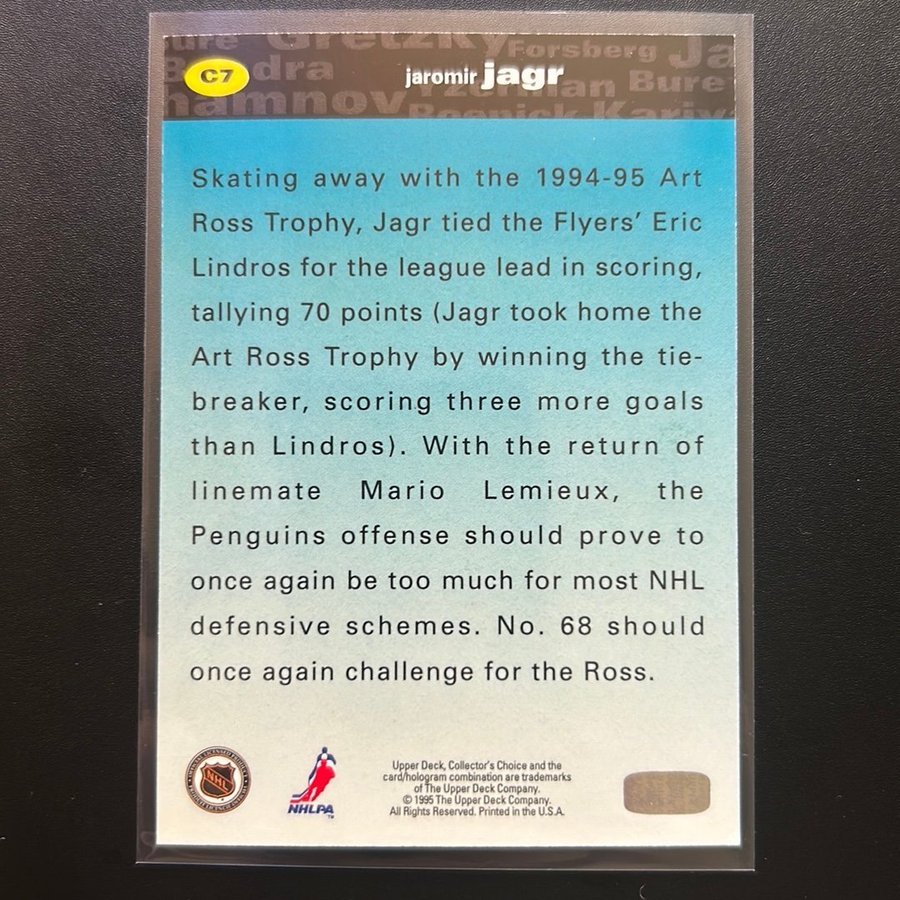 Bure Gretzky Forsberg Ja
C7
jaromir jagr
Bure
hamnov
Skating away with the 1994-95 Art
Ross Trophy, Jagr tied the Flyers’ Eric
Lindros for the league lead in scoring,
tallying 70 points (Jagr took home the
Art Ross Trophy by winning the tie-
breaker, scoring three more goals
than Lindros). With the return of
linemate Mario Lemieux, the
Penguins offense should prove to
once again be too much for most NHL
defensive schemes. No. 68 should
once again challenge for the Ross.
NHL
NHLPA
TM
Upper Deck, Collector's Choice and the
card/hologram combination are trademarks
of The Upper Deck Company.
© 1995 The Upper Deck Company.
All Rights Reserved. Printed in the U.S.A.